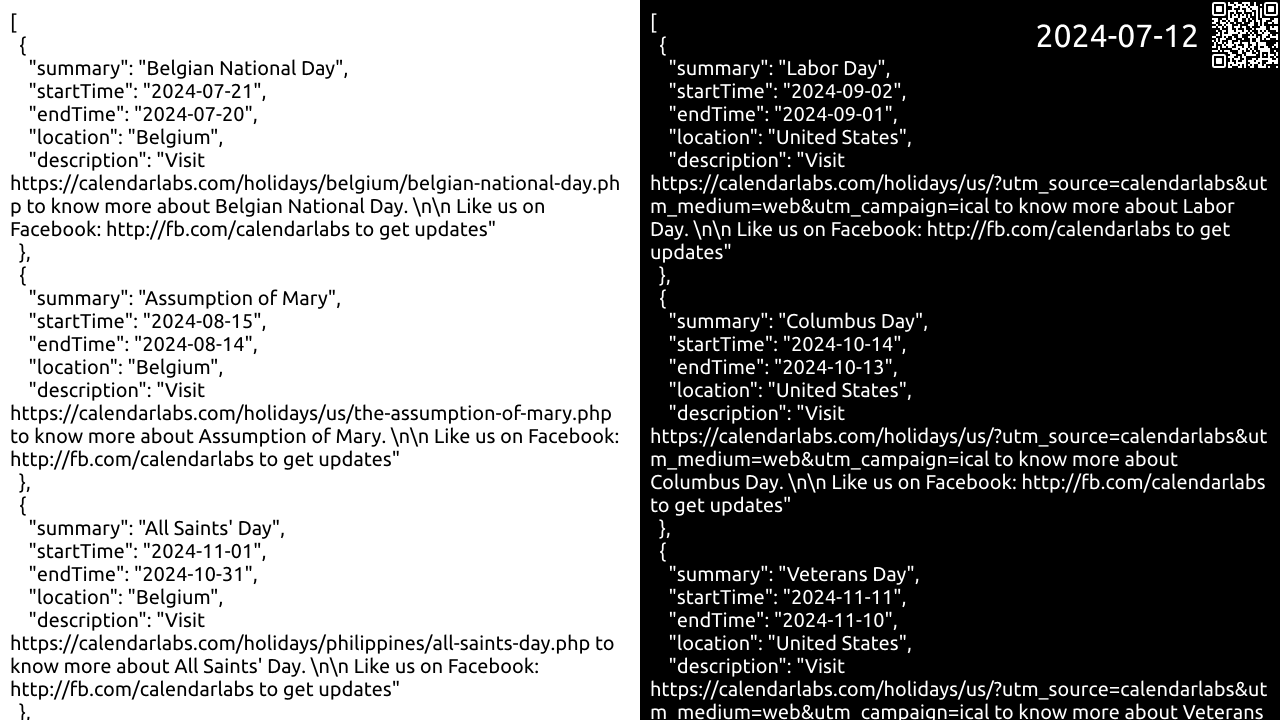 [
  {
    "summary": "Belgian National Day",
    "startTime": "2024-07-21",
    "endTime": "2024-07-20",
    "location": "Belgium",
    "description": "Visit
https://calendarlabs.com/holidays/belgium/belgian-national-day.ph
p to know more about Belgian National Day. \n\n Like us on
Facebook: http://fb.com/calendarlabs to get updates"
  },
  {
    "summary": "Assumption of Mary",
    "startTime": "2024-08-15",
    "endTime": "2024-08-14",
    "location": "Belgium",
    "description": "Visit
https://calendarlabs.com/holidays/us/the-assumption-of-mary.php
to know more about Assumption of Mary. \n\n Like us on Facebook:
http://fb.com/calendarlabs to get updates"
  },
  {
    "summary": "All Saints' Day",
    "startTime": "2024-11-01",
    "endTime": "2024-10-31",
    "location": "Belgium",
    "description": "Visit
https://calendarlabs.com/holidays/philippines/all-saints-day.php to
know more about All Saints' Day. \n\n Like us on Facebook:
http://fb.com/calendarlabs to get updates"
  },
2024-07-12
[
  {
    "summary": "Labor Day",
    "startTime": "2024-09-02",
    "endTime": "2024-09-01",
    "location": "United States",
    "description": "Visit
https://calendarlabs.com/holidays/us/?utm_source=calendarlabs&ut
m_medium=web&utm_campaign=ical to know more about Labor
Day. \n\n Like us on Facebook: http://fb.com/calendarlabs to get
updates"
  },
  {
    "summary": "Columbus Day",
    "startTime": "2024-10-14",
    "endTime": "2024-10-13",
    "location": "United States",
    "description": "Visit
https://calendarlabs.com/holidays/us/?utm_source=calendarlabs&ut
m_medium=web&utm_campaign=ical to know more about
Columbus Day. \n\n Like us on Facebook: http://fb.com/calendarlabs
to get updates"
  },
  {
    "summary": "Veterans Day",
    "startTime": "2024-11-11",
    "endTime": "2024-11-10",
    "location": "United States",
    "description": "Visit
https://calendarlabs.com/holidays/us/?utm_source=calendarlabs&ut
m_medium=web&utm_campaign=ical to know more about Veterans